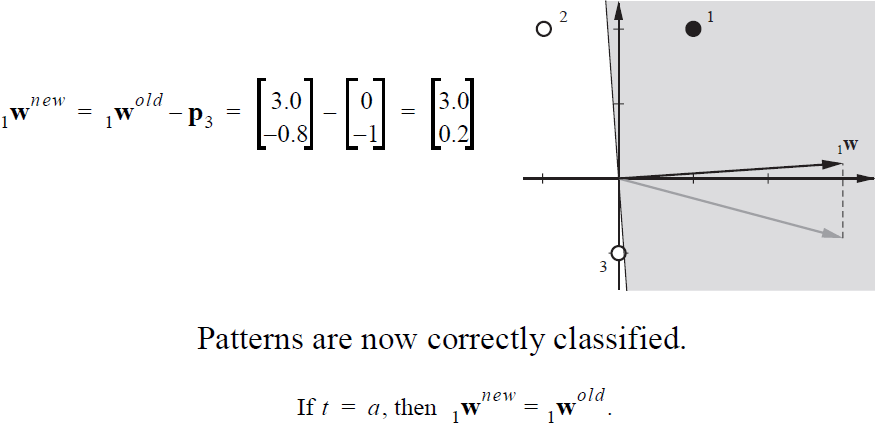 ₁w^new = ₁w^old – p₃ = [3.0 –0.8] – [0 –1] = [3.0 0.2]
2
1
₁w
3
Patterns are now correctly classified.
If t = a, then ₁w^new = ₁w^old.